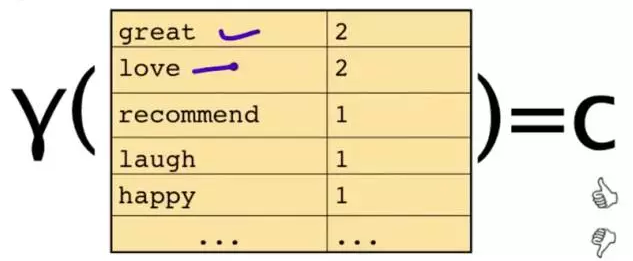 great 2
love 2
γ( recommend 1 )=c
laugh 1
happy 1
... ...